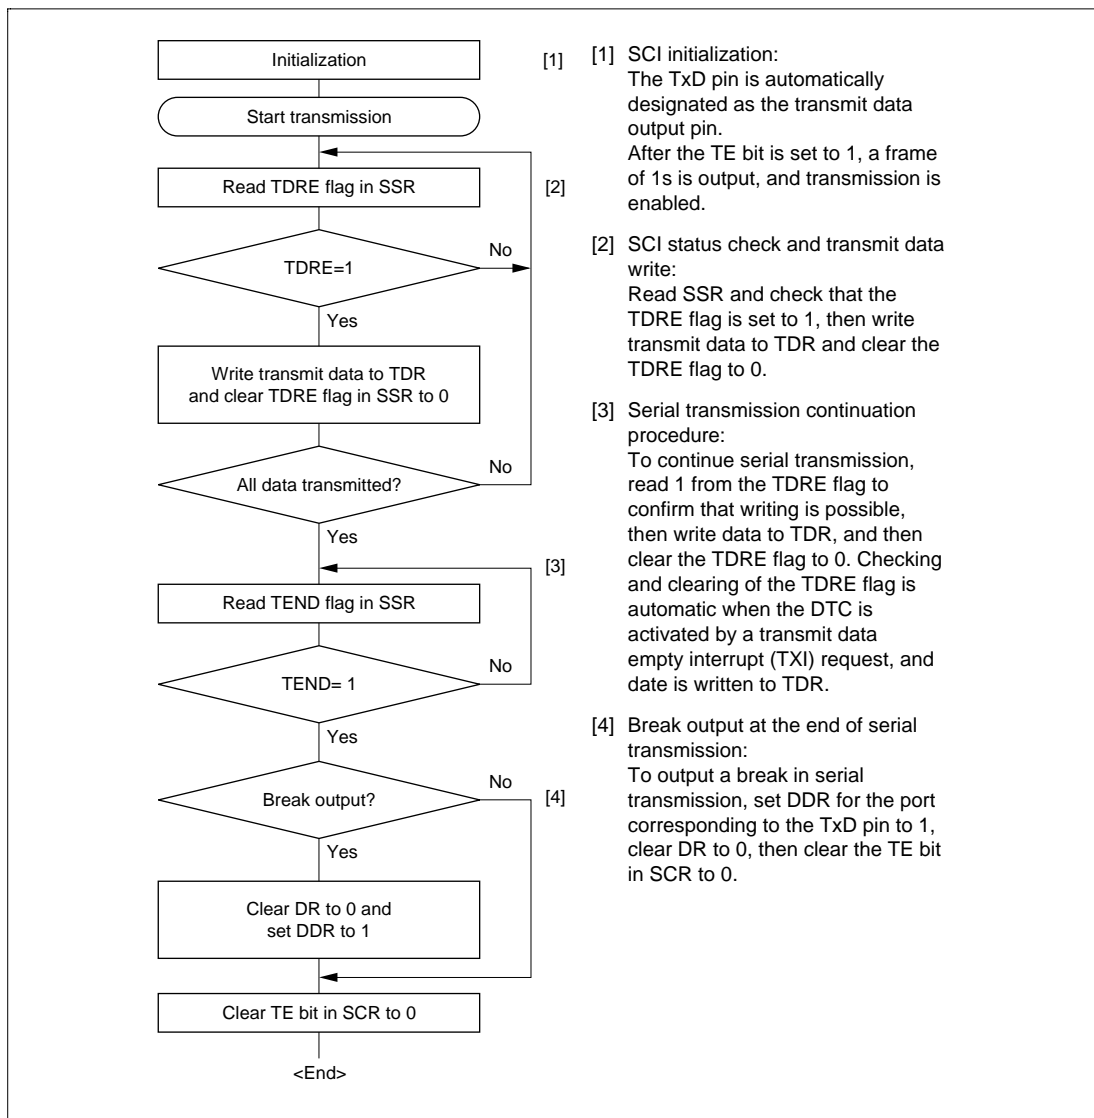 Initialization
[1]
Start transmission
Read TDRE flag in SSR
[2]
TDRE=1
No
Yes
Write transmit data to TDR
and clear TDRE flag in SSR to 0
All data transmitted?
No
Yes
[3]
Read TEND flag in SSR
TEND= 1
No
Yes
Break output?
No
[4]
Yes
Clear DR to 0 and
set DDR to 1
Clear TE bit in SCR to 0
<End>
[1] SCI initialization:
The TxD pin is automatically
designated as the transmit data
output pin.
After the TE bit is set to 1, a frame
of 1s is output, and transmission is
enabled.
[2] SCI status check and transmit data
write:
Read SSR and check that the
TDRE flag is set to 1, then write
transmit data to TDR and clear the
TDRE flag to 0.
[3] Serial transmission continuation
procedure:
To continue serial transmission,
read 1 from the TDRE flag to
confirm that writing is possible,
then write data to TDR, and then
clear the TDRE flag to 0. Checking
and clearing of the TDRE flag is
automatic when the DTC is
activated by a transmit data
empty interrupt (TXI) request, and
date is written to TDR.
[4] Break output at the end of serial
transmission:
To output a break in serial
transmission, set DDR for the port
corresponding to the TxD pin to 1,
clear DR to 0, then clear the TE bit
in SCR to 0.